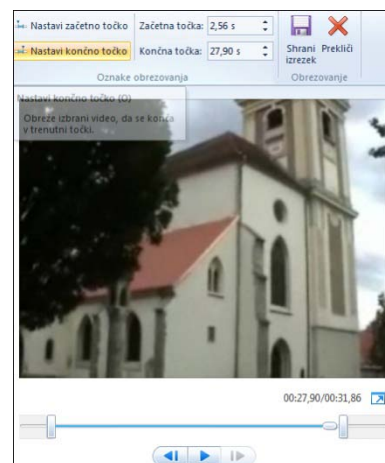 Nastavi začetno točko Začetna točka: 2,56 s
Nastavi končno točko Končna točka: 27,90 s
Shrani izrezek
Prekliči
Oznake obrezovanja Obrezovanje
Nastavi končno točko (O)
Obreže izbrani video, da se konča
v trenutni točki.
00:27,90/00:31,86